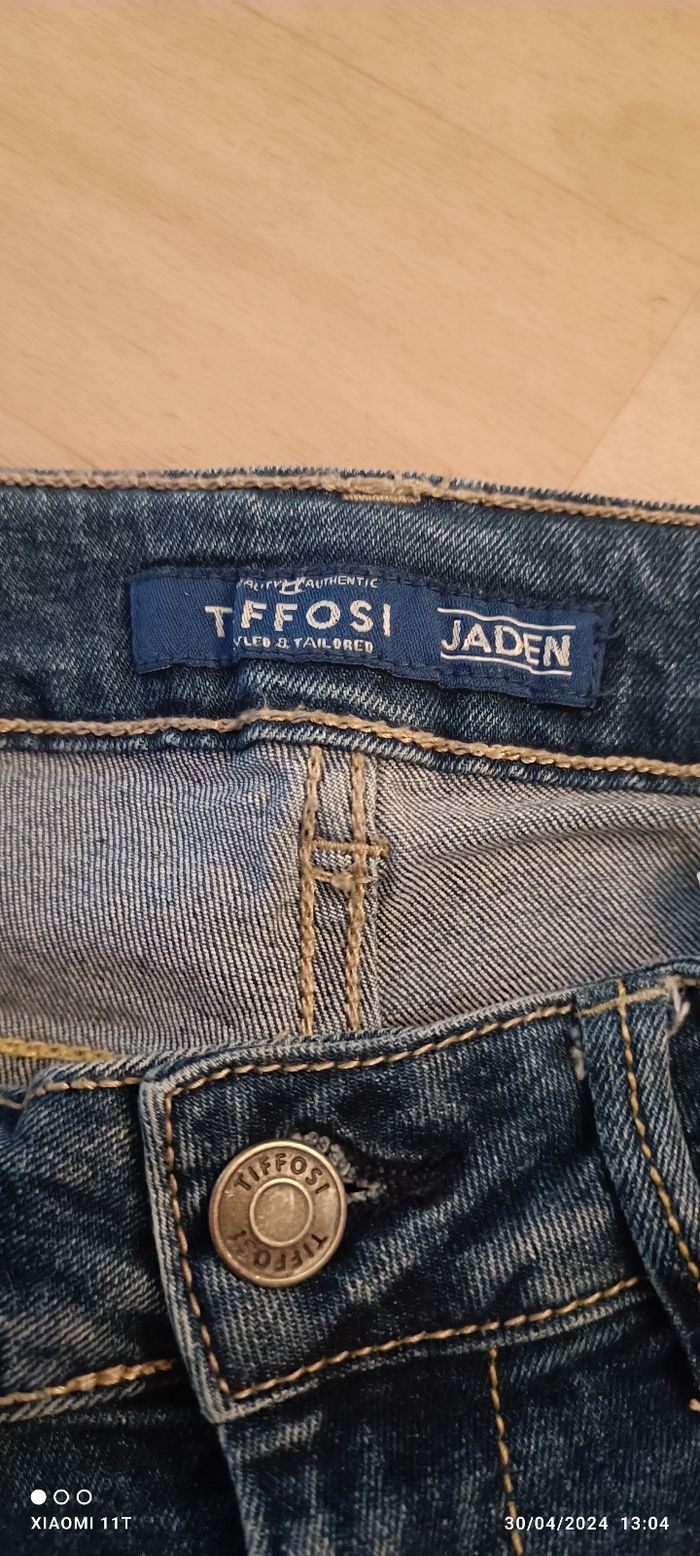 AUTHENTIC
TIFFOSI
& TAILORED
JADEN
TIFFOSI
TIFFOSI
XIAOMI 11T
30/04/2024 13:04